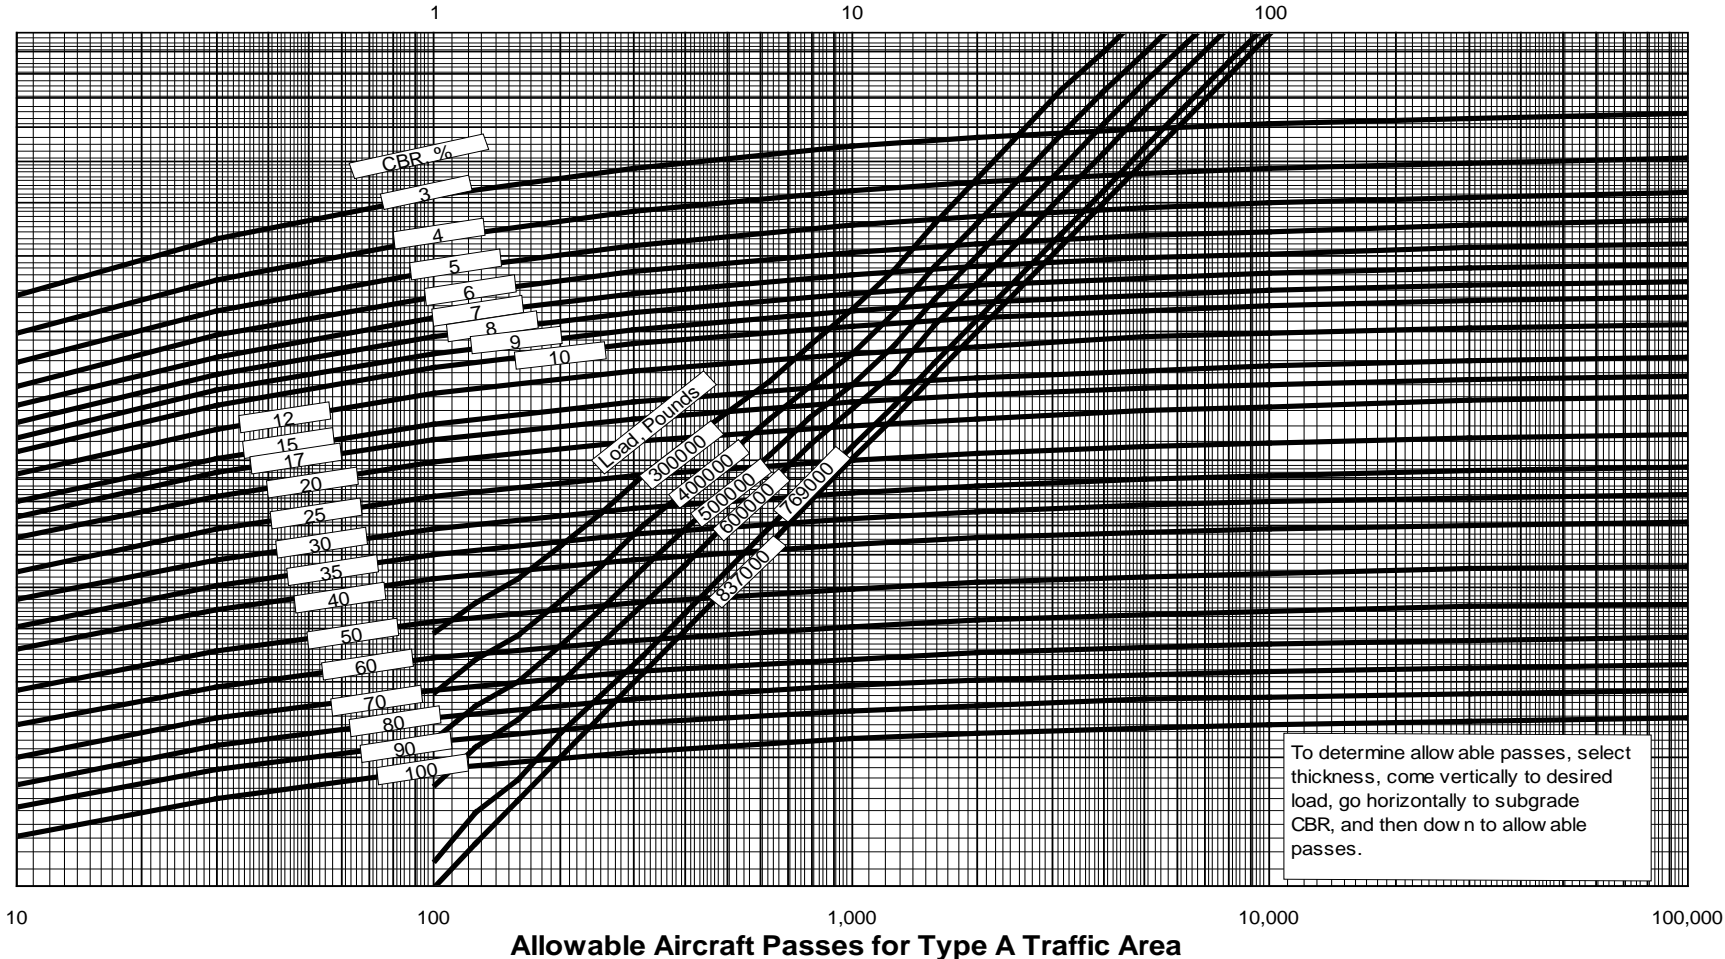 1 10 100
CBR, %
3
4
5
6
7
8
9
10
12
15
17
20
25
30
35
40
50
60
70
80
90
100
Load, Pounds
300000
400000
500000
600000
769000
837000
To determine allowable passes, select
thickness, come vertically to desired
load, go horizontally to subgrade
CBR, and then down to allowable
passes.
10 100 1,000 10,000 100,000
Allowable Aircraft Passes for Type A Traffic Area